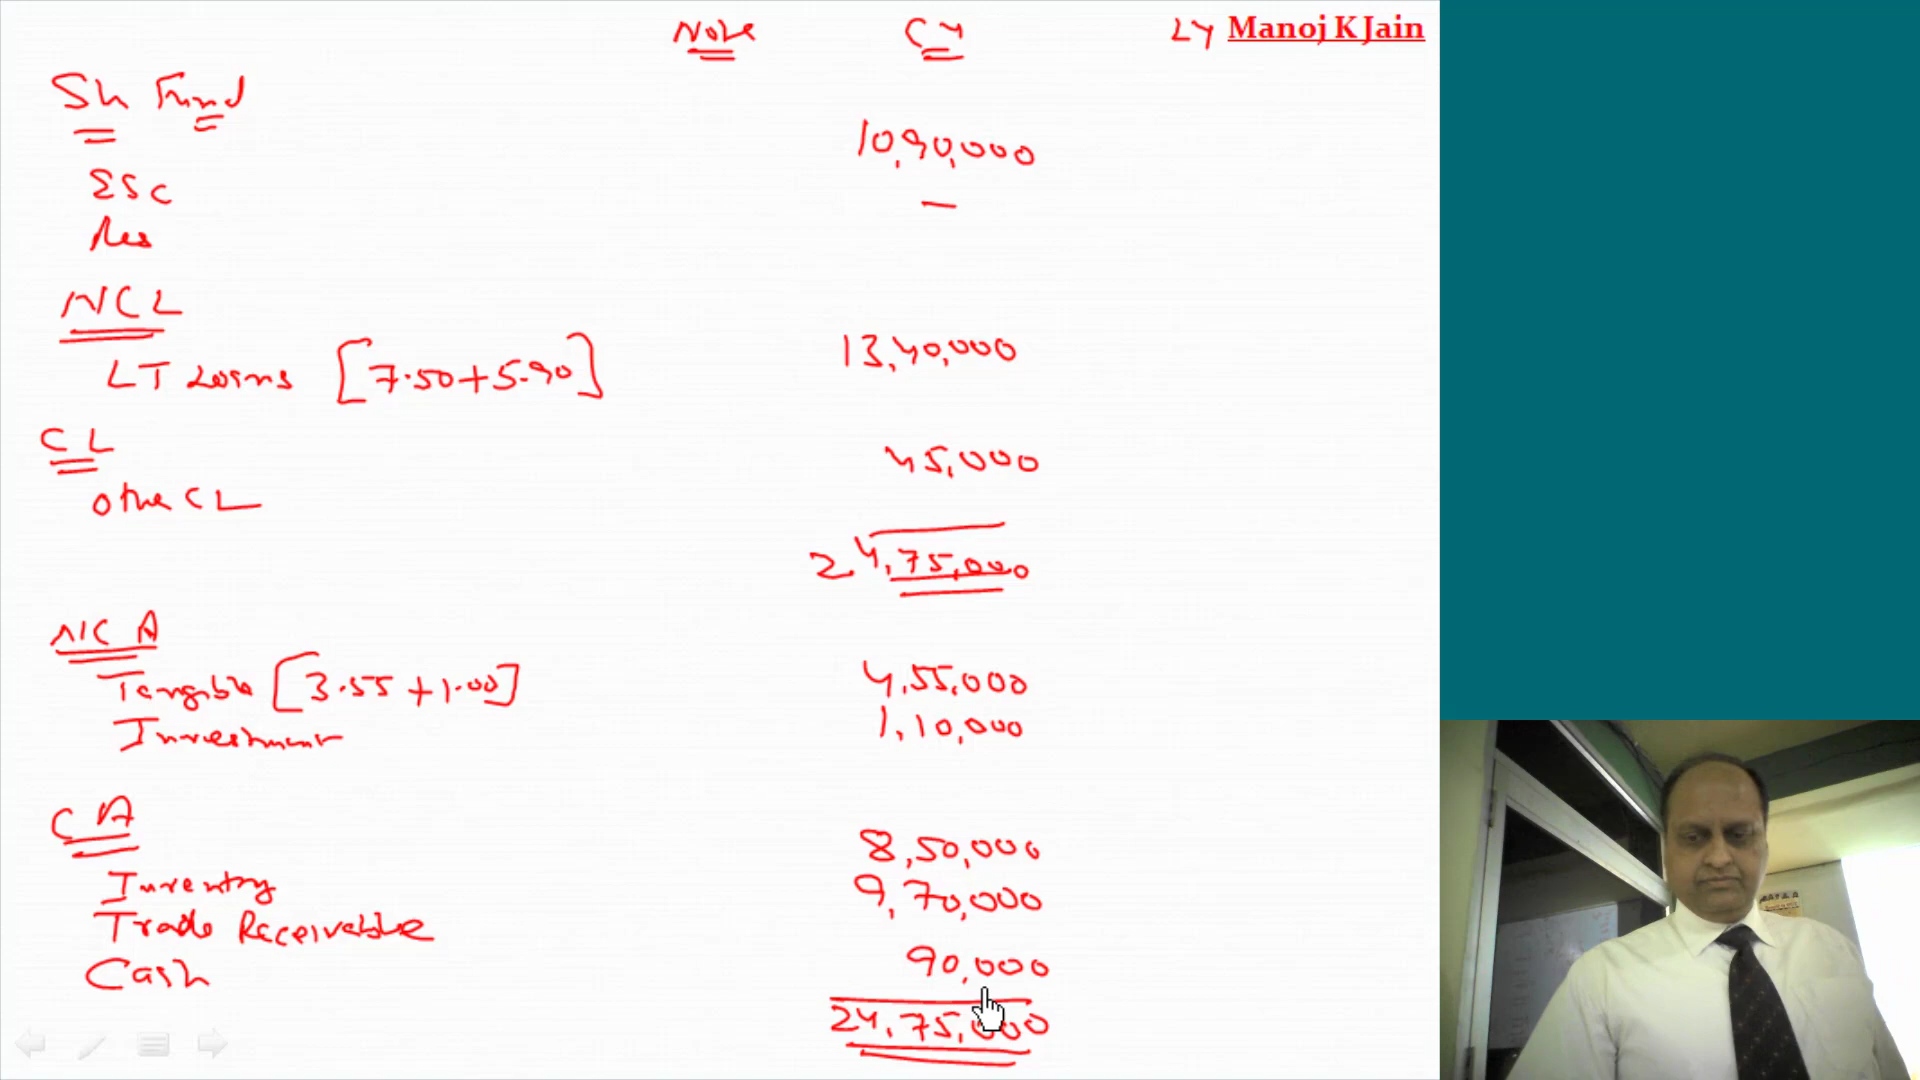 Note CY LY Manoj K Jain
Sh Fund
10,90,000
ESC —
Res
NCL
LT Loans [7.50+5.90] 13,40,000
CL
45,000
Other CL
24,75,000
NCA
Tangible [3.55+1.00] 4,55,000
Investment 1,10,000
CA
8,50,000
Inventry 9,70,000
Trade Receivable
Cash 90,000
24,75,000